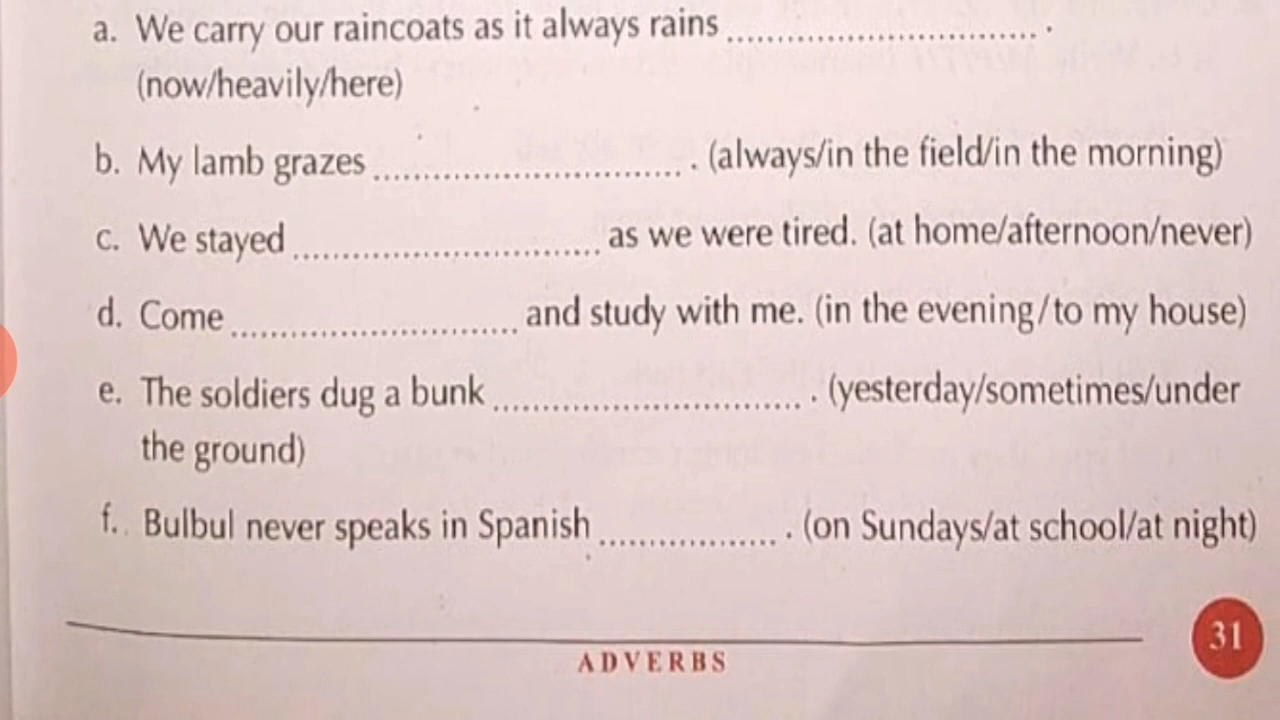 a. We carry our raincoats as it always rains .............................. .
(now/heavily/here)
b. My lamb grazes .............................. . (always/in the field/in the morning)
c. We stayed .............................. as we were tired. (at home/afternoon/never)
d. Come ............................ and study with me. (in the evening/to my house)
e. The soldiers dug a bunk .............................. . (yesterday/sometimes/under
the ground)
f. Bulbul never speaks in Spanish ................. . (on Sundays/at school/at night)
31
ADVERBS